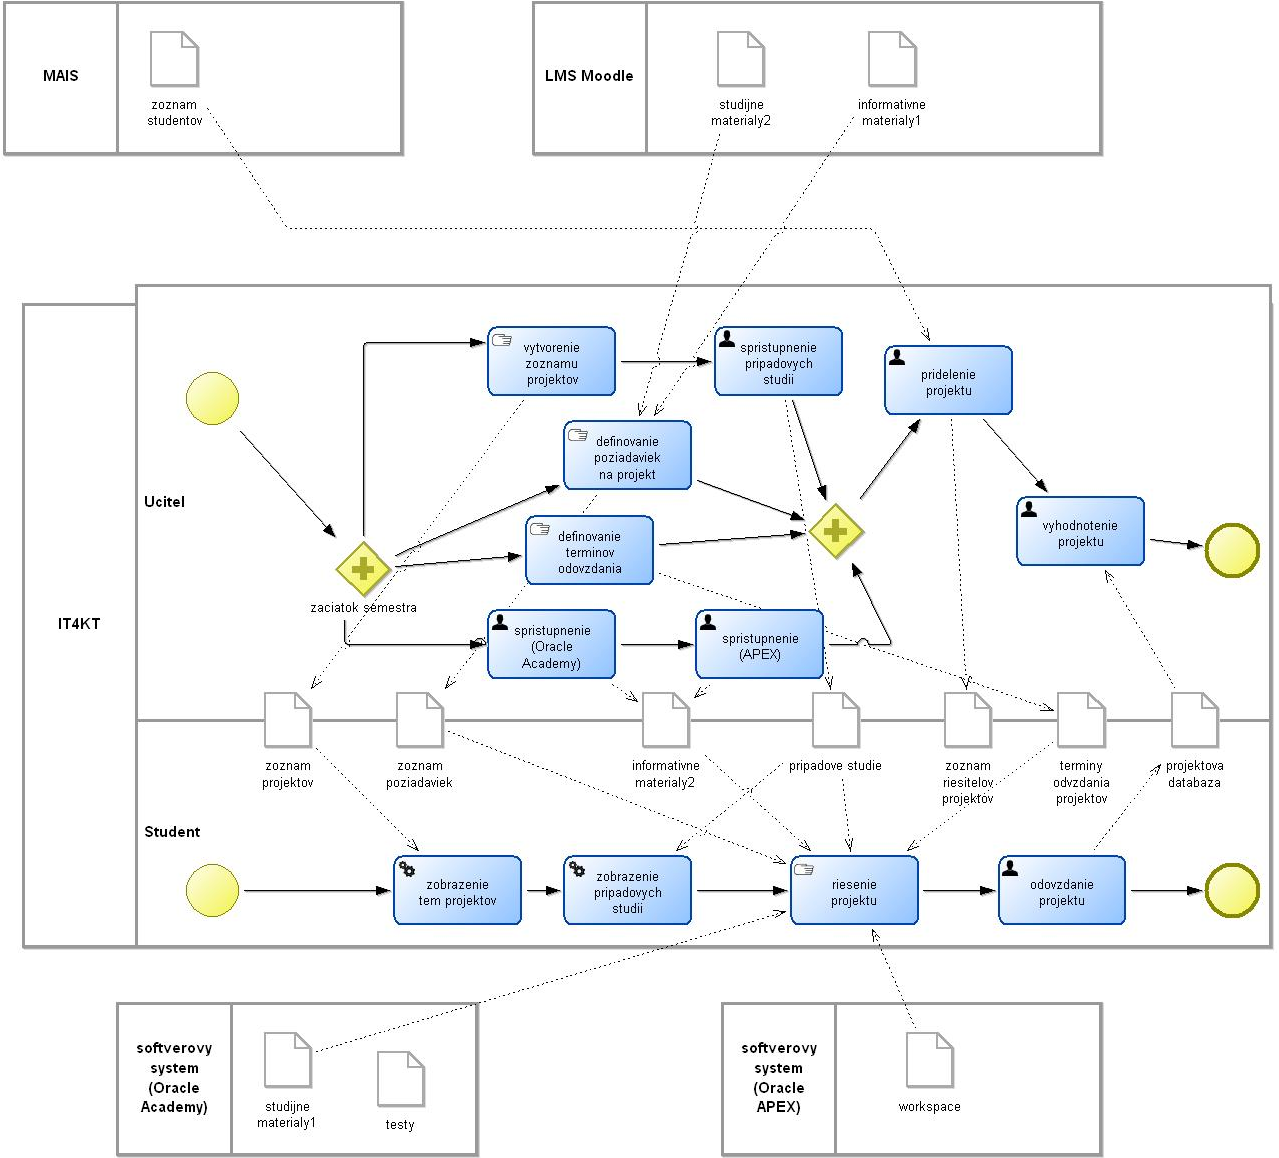 MAIS
zoznam
studentov
LMS Moodle
studijne
materialy2
informativne
materialy1
IT4KT
Ucitel
vytvorenie
zoznamu
projektov
spristupnenie
pripadovych
studii
pridelenie
projektu
definovanie
poziadaviek
na projekt
definovanie
terminov
odovzdania
vyhodnotenie
projektu
zaciatok semestra
spristupnenie
(Oracle
Academy)
spristupnenie
(APEX)
zoznam
projektov
zoznam
poziadaviek
informativne
materialy2
pripadove studie
zoznam
riesitelov
projektov
terminy
odvzdania
projektov
projektova
databaza
Student
zobrazenie
tem projektov
zobrazenie
pripadovych
studii
riesenie
projektu
odovzdanie
projektu
softverovy
system
(Oracle
Academy)
studijne
materialy1
testy
softverovy
system
(Oracle
APEX)
workspace